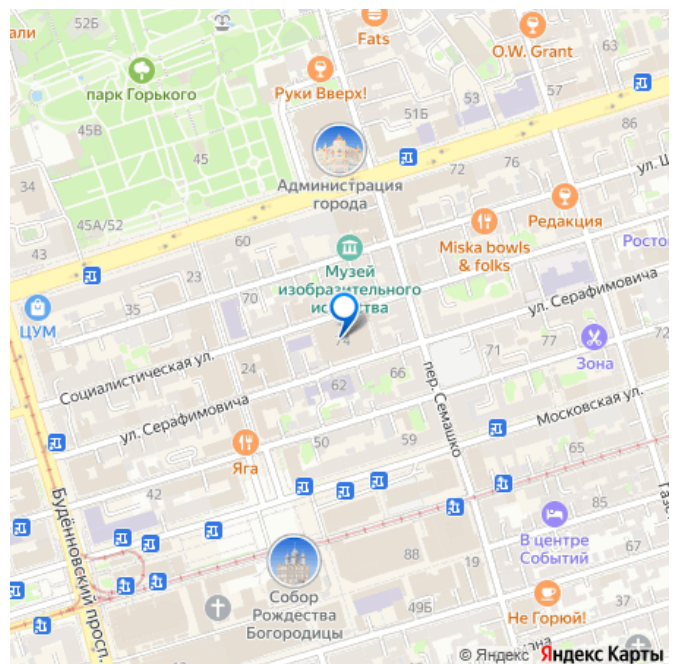 52Б
али
Fats
O.W. Grant
парк Горького
Руки Вверх!
63
53
57
51Б
45В
45
86
72
76
34
Администрация
города
ул. Ш
45А/52
60
Редакция
43
Miska bowls
& folks
Росто
Музей
изобразительного
23
70
35
ул. Серафимовича
ЦУМ
74
72
71
77
Зона
Социалистическая ул.
24
66
62
пер. Семашко
ул. Серафимовича
Московская ул.
50
59
Яга
42
65
85
Будённовский просп.
Газе
В центре
Событий
67
88
19
Собор
Рождества
Богородицы
49Б
Не Горюй!
37
© Яндекс
Яндекс Карты